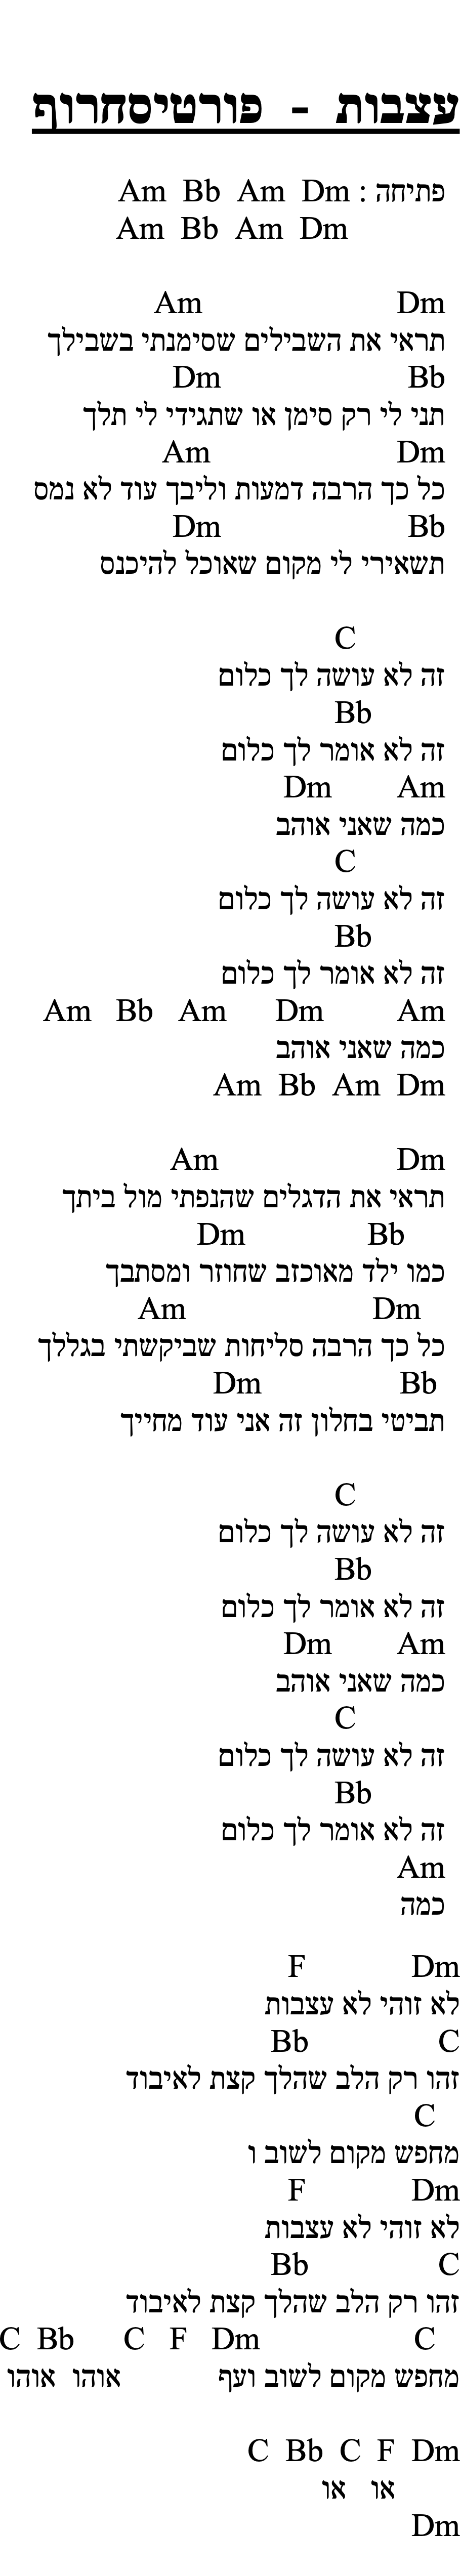 עצבות - פורטיסחרוף
פתיחה : Am Bb Am Dm
Am Bb Am Dm
Am Dm
תראי את השבילים שסימנתי בשבילך
Dm Bb
תני לי רק סימן או שתגידי לי תלך
Am Dm
כל כך הרבה דמעות וליבך עוד לא נמס
Dm Bb
תשאירי לי מקום שאוכל להיכנס
C
זה לא עושה לך כלום
Bb
זה לא אומר לך כלום
Dm Am
כמה שאני אוהב
C
זה לא עושה לך כלום
Bb
זה לא אומר לך כלום
Am Bb Am Dm Am
כמה שאני אוהב
Am Bb Am Dm
Am Dm
תראי את הדגלים שהנפתי מול ביתך
Dm Bb
כמו ילד מאוכזב שחוזר ומסתבך
Am Dm
כל כך הרבה סליחות שביקשתי בגללך
Dm Bb
תביטי בחלון זה אני עוד מחייך
C
זה לא עושה לך כלום
Bb
זה לא אומר לך כלום
Dm Am
כמה שאני אוהב
C
זה לא עושה לך כלום
Bb
זה לא אומר לך כלום
Am
כמה
F Dm
לא זוהי לא עצבות
Bb C
זהו רק הלב שהלך קצת לאיבוד
C
מחפש מקום לשוב ו
F Dm
לא זוהי לא עצבות
Bb C
זהו רק הלב שהלך קצת לאיבוד
C Bb C F Dm C
מחפש מקום לשוב ועף אוהו אוהו
C Bb C F Dm
או או
Dm